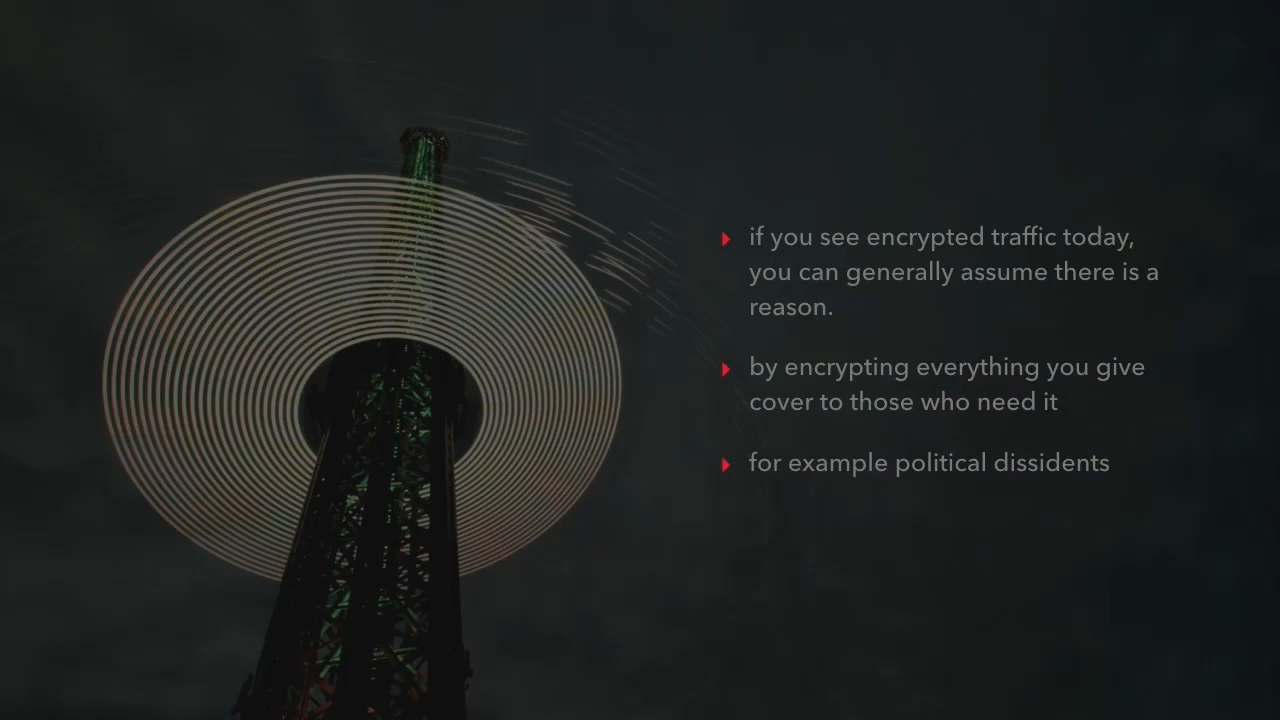 if you see encrypted traffic today,
you can generally assume there is a
reason.
by encrypting everything you give
cover to those who need it
for example political dissidents